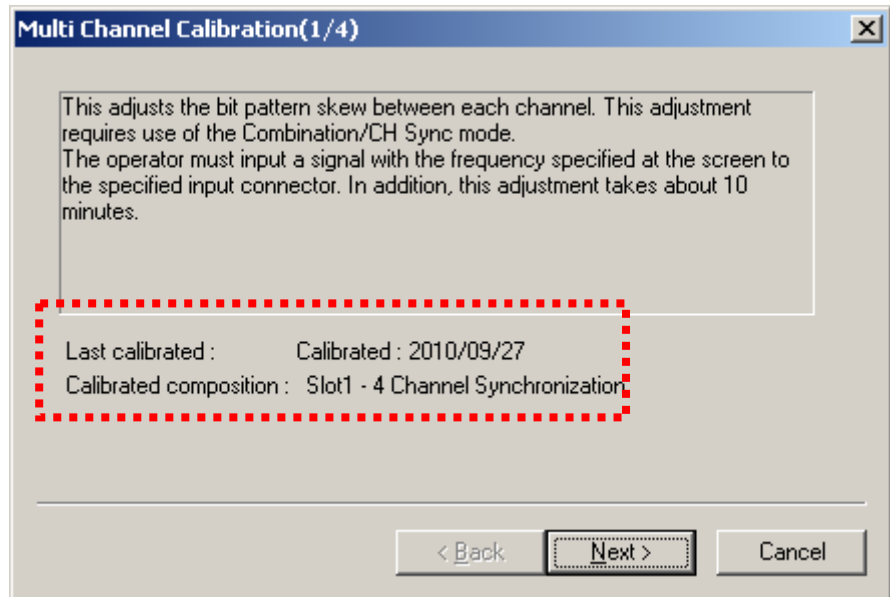 Multi Channel Calibration(1/4)
This adjusts the bit pattern skew between each channel. This adjustment
requires use of the Combination/CH Sync mode.
The operator must input a signal with the frequency specified at the screen to
the specified input connector. In addition, this adjustment takes about 10
minutes.
Last calibrated : Calibrated : 2010/09/27
Calibrated composition : Slot1 - 4 Channel Synchronization
< Back Next > Cancel